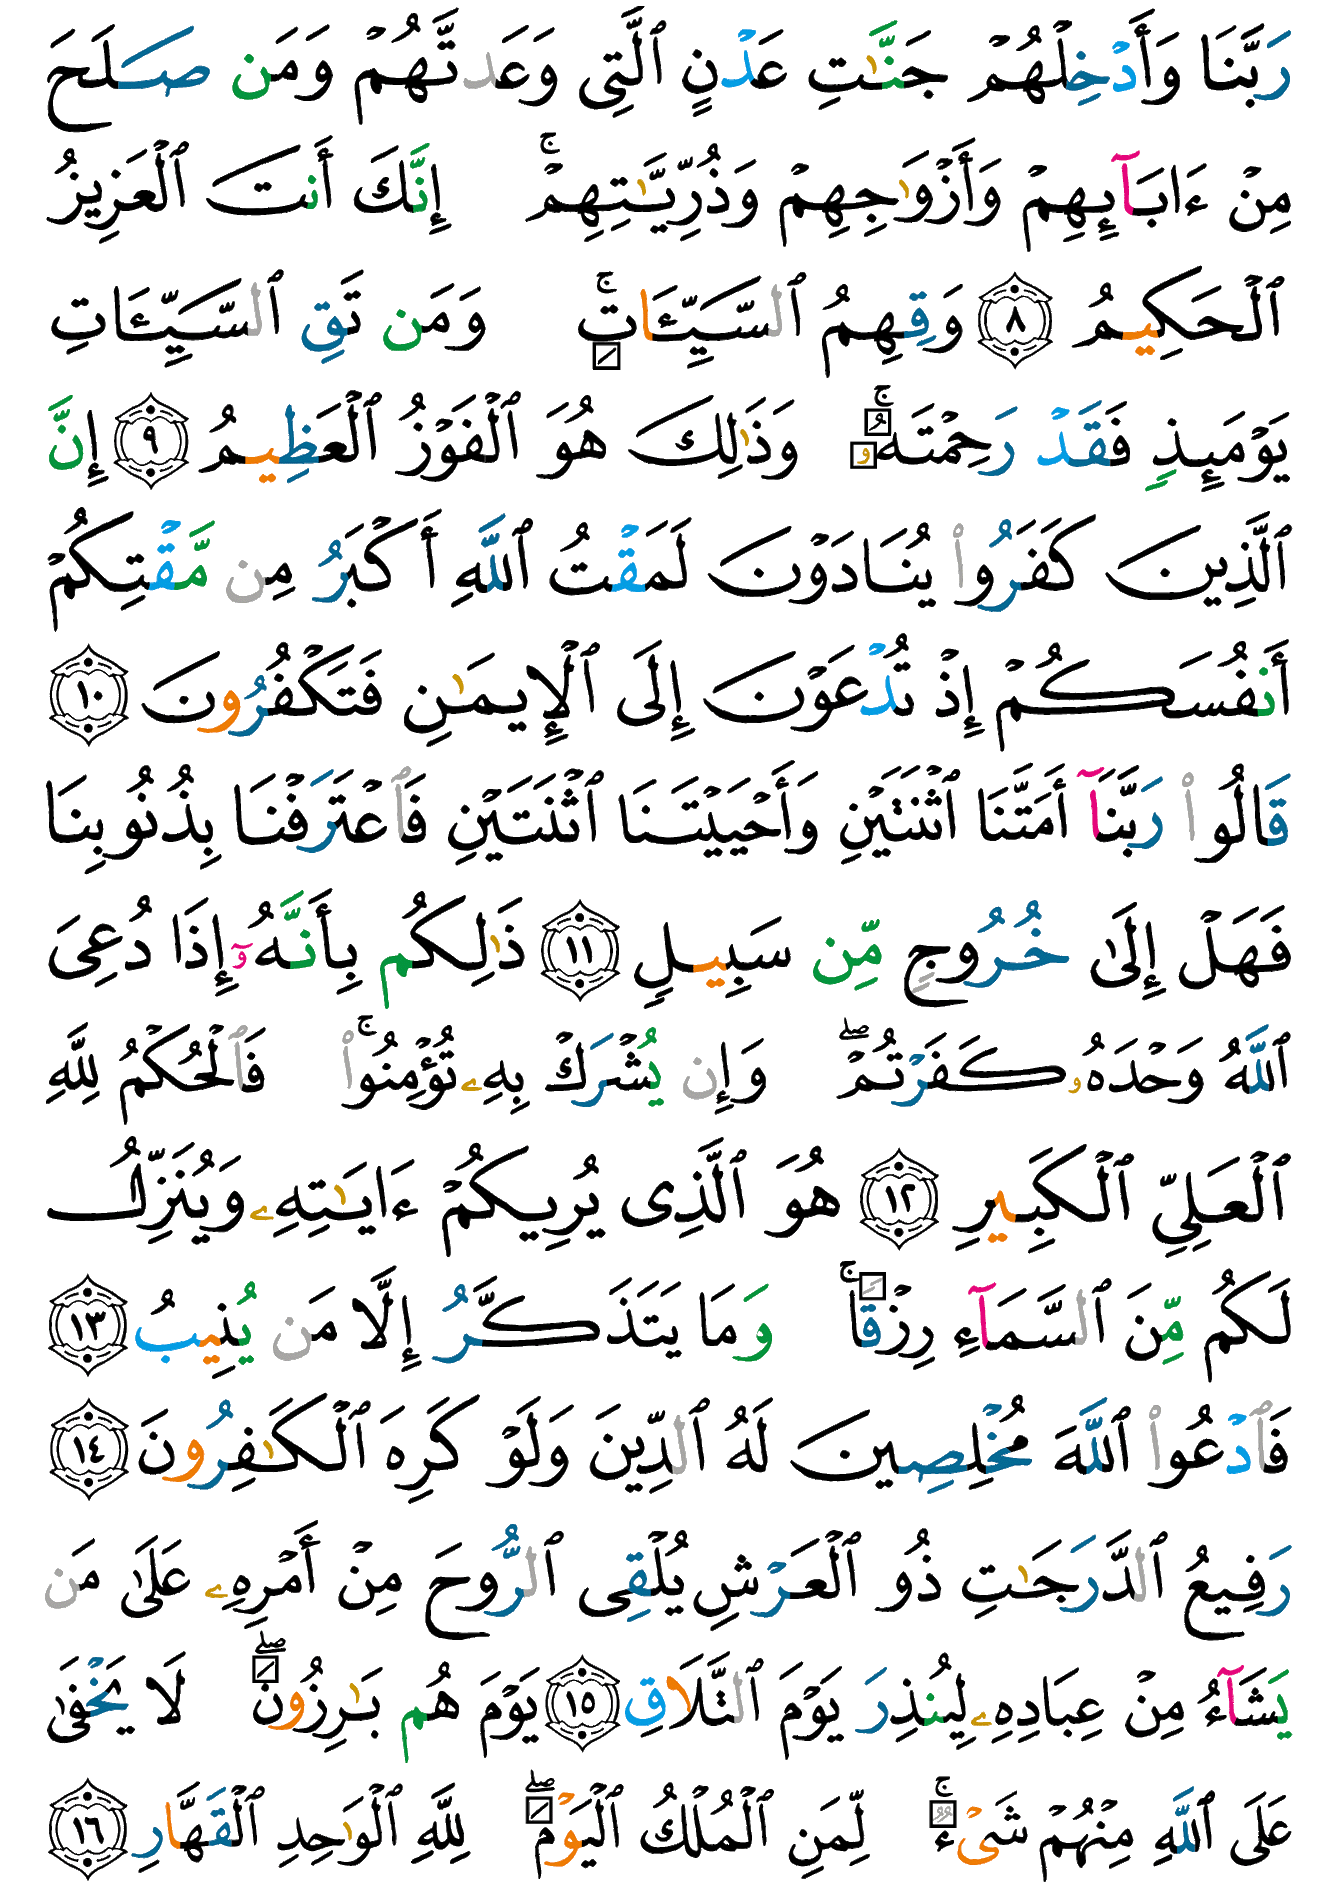 رَبَّنَا وَأَدْخِلْهُمْ جَنَّٰتِ عَدْنٍ ٱلَّتِى وَعَدتَّهُمْ وَمَن صَلَحَ
مِنْ ءَابَآئِهِمْ وَأَزْوَٰجِهِمْ وَذُرِّيَّٰتِهِمْ ۚ إِنَّكَ أَنتَ ٱلْعَزِيزُ
ٱلْحَكِيمُ ٨ وَقِهِمُ ٱلسَّيِّـَٔاتِ ۚ وَمَن تَقِ ٱلسَّيِّـَٔاتِ
يَوْمَئِذٍ فَقَدْ رَحِمْتَهُۥ ۚ وَذَٰلِكَ هُوَ ٱلْفَوْزُ ٱلْعَظِيمُ ٩ إِنَّ
ٱلَّذِينَ كَفَرُوا۟ يُنَادَوْنَ لَمَقْتُ ٱللَّهِ أَكْبَرُ مِن مَّقْتِكُمْ
أَنفُسَكُمْ إِذْ تُدْعَوْنَ إِلَى ٱلْإِيمَٰنِ فَتَكْفُرُونَ ١٠
قَالُوا۟ رَبَّنَآ أَمَتَّنَا ٱثْنَتَيْنِ وَأَحْيَيْتَنَا ٱثْنَتَيْنِ فَٱعْتَرَفْنَا بِذُنُوبِنَا
فَهَلْ إِلَىٰ خُرُوجٍ مِّن سَبِيلٍ ١١ ذَٰلِكُم بِأَنَّهُۥٓ إِذَا دُعِىَ
ٱللَّهُ وَحْدَهُۥ كَفَرْتُمْ ۖ وَإِن يُشْرَكْ بِهِۦ تُؤْمِنُوا۟ ۚ فَٱلْحُكْمُ لِلَّهِ
ٱلْعَلِىِّ ٱلْكَبِيرِ ١٢ هُوَ ٱلَّذِى يُرِيكُمْ ءَايَٰتِهِۦ وَيُنَزِّلُ
لَكُم مِّنَ ٱلسَّمَآءِ رِزْقًا ۚ وَمَا يَتَذَكَّرُ إِلَّا مَن يُنِيبُ ١٣
فَٱدْعُوا۟ ٱللَّهَ مُخْلِصِينَ لَهُ ٱلدِّينَ وَلَوْ كَرِهَ ٱلْكَٰفِرُونَ ١٤
رَفِيعُ ٱلدَّرَجَٰتِ ذُو ٱلْعَرْشِ يُلْقِى ٱلرُّوحَ مِنْ أَمْرِهِۦ عَلَىٰ مَن
يَشَآءُ مِنْ عِبَادِهِۦ لِيُنذِرَ يَوْمَ ٱلتَّلَاقِ ١٥ يَوْمَ هُم بَٰرِزُونَ ۖ لَا يَخْفَىٰ
عَلَى ٱللَّهِ مِنْهُمْ شَىْءٌ ۚ لِّمَنِ ٱلْمُلْكُ ٱلْيَوْمَ ۖ لِلَّهِ ٱلْوَٰحِدِ ٱلْقَهَّارِ ١٦